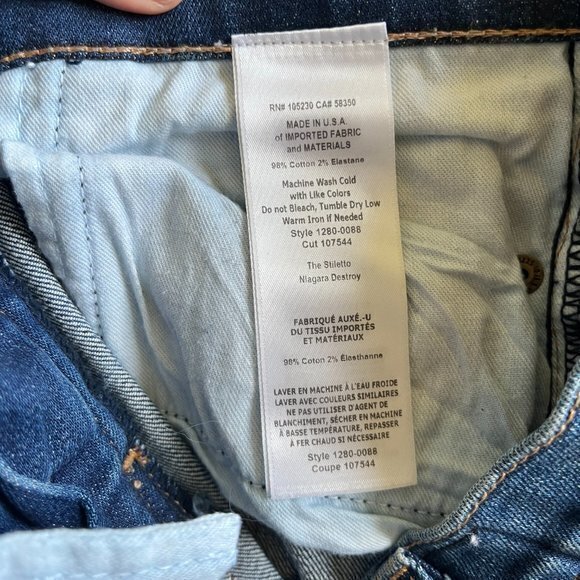 RN# 105230 CA# 58350
MADE IN U.S.A.
of IMPORTED FABRIC
and MATERIALS
98% Cotton 2% Elastane
Machine Wash Cold
with Like Colors
Do not Bleach, Tumble Dry Low
Warm Iron if Needed
Style 1280-0088
Cut 107544
The Stiletto
Niagara Destroy
FABRIQUÉ AUXÉ.-U
DU TISSU IMPORTÉS
ET MATÉRIAUX
98% Coton 2% Élasthanne
LAVER EN MACHINE À L'EAU FROIDE
LAVER AVEC COULEURS SIMILAIRES
NE PAS UTILISER D'AGENT DE
BLANCHIMENT, SÉCHER EN MACHINE
À BASSE TEMPÉRATURE, REPASSER
À FER CHAUD SI NÉCESSAIRE
Style 1280-0088
Coupe 107544